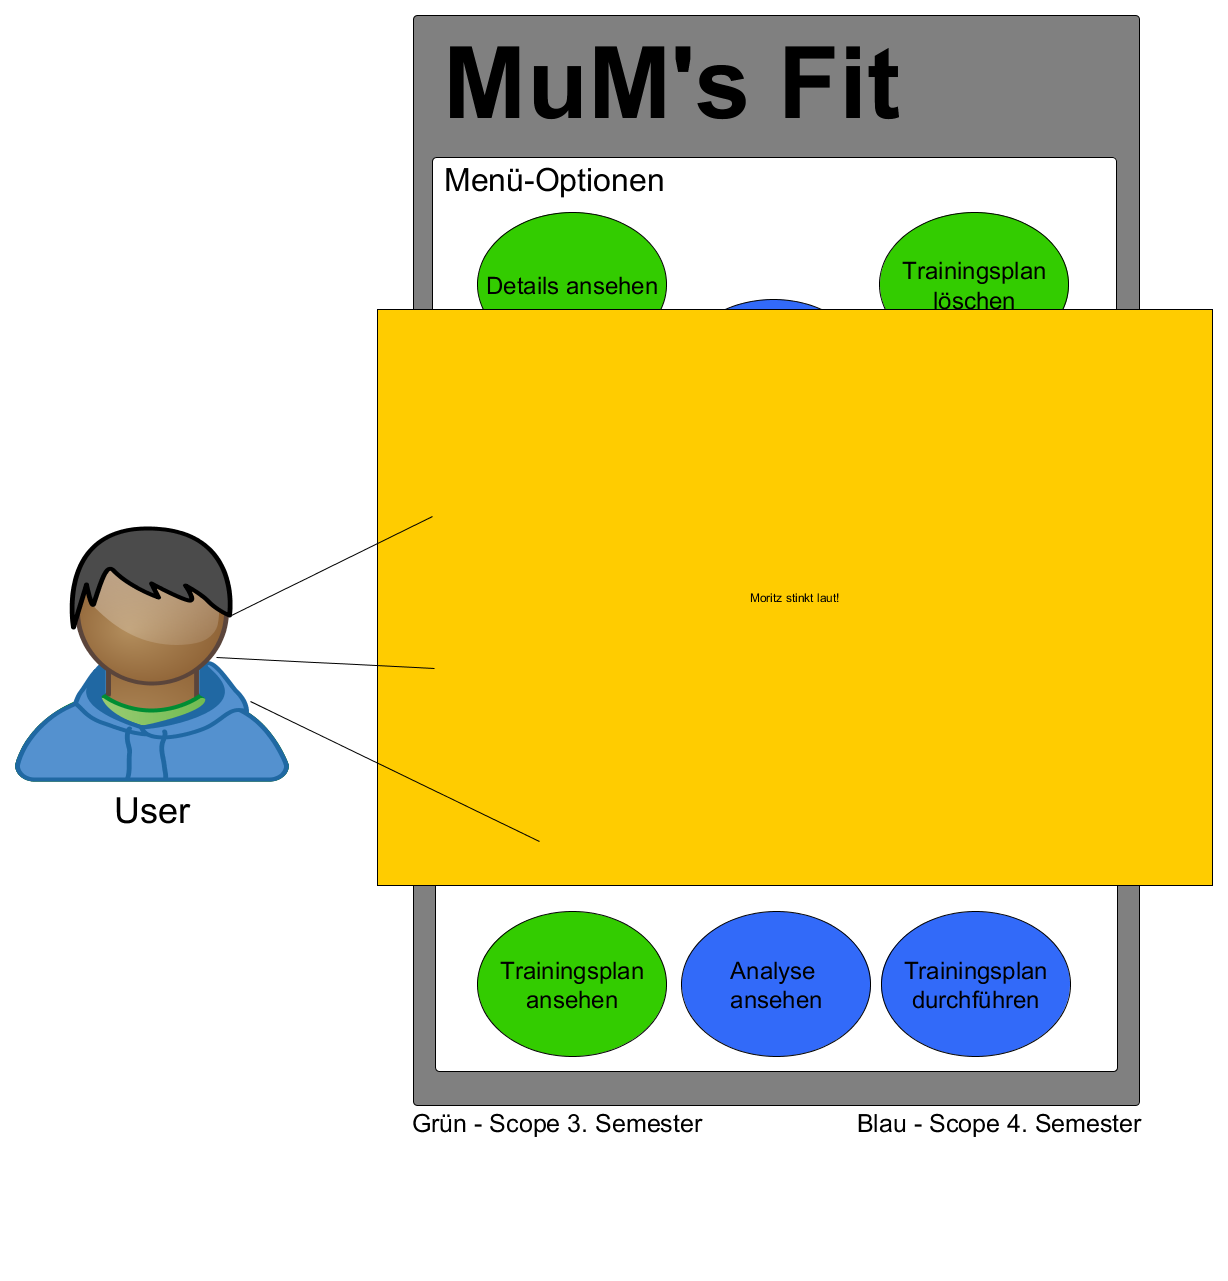 MuM's Fit
Menü-Optionen
Details ansehen
Trainingsplan
löschen
Moritz stinkt laut!
User
Trainingsplan
ansehen
Analyse
ansehen
Trainingsplan
durchführen
Grün - Scope 3. Semester
Blau - Scope 4. Semester